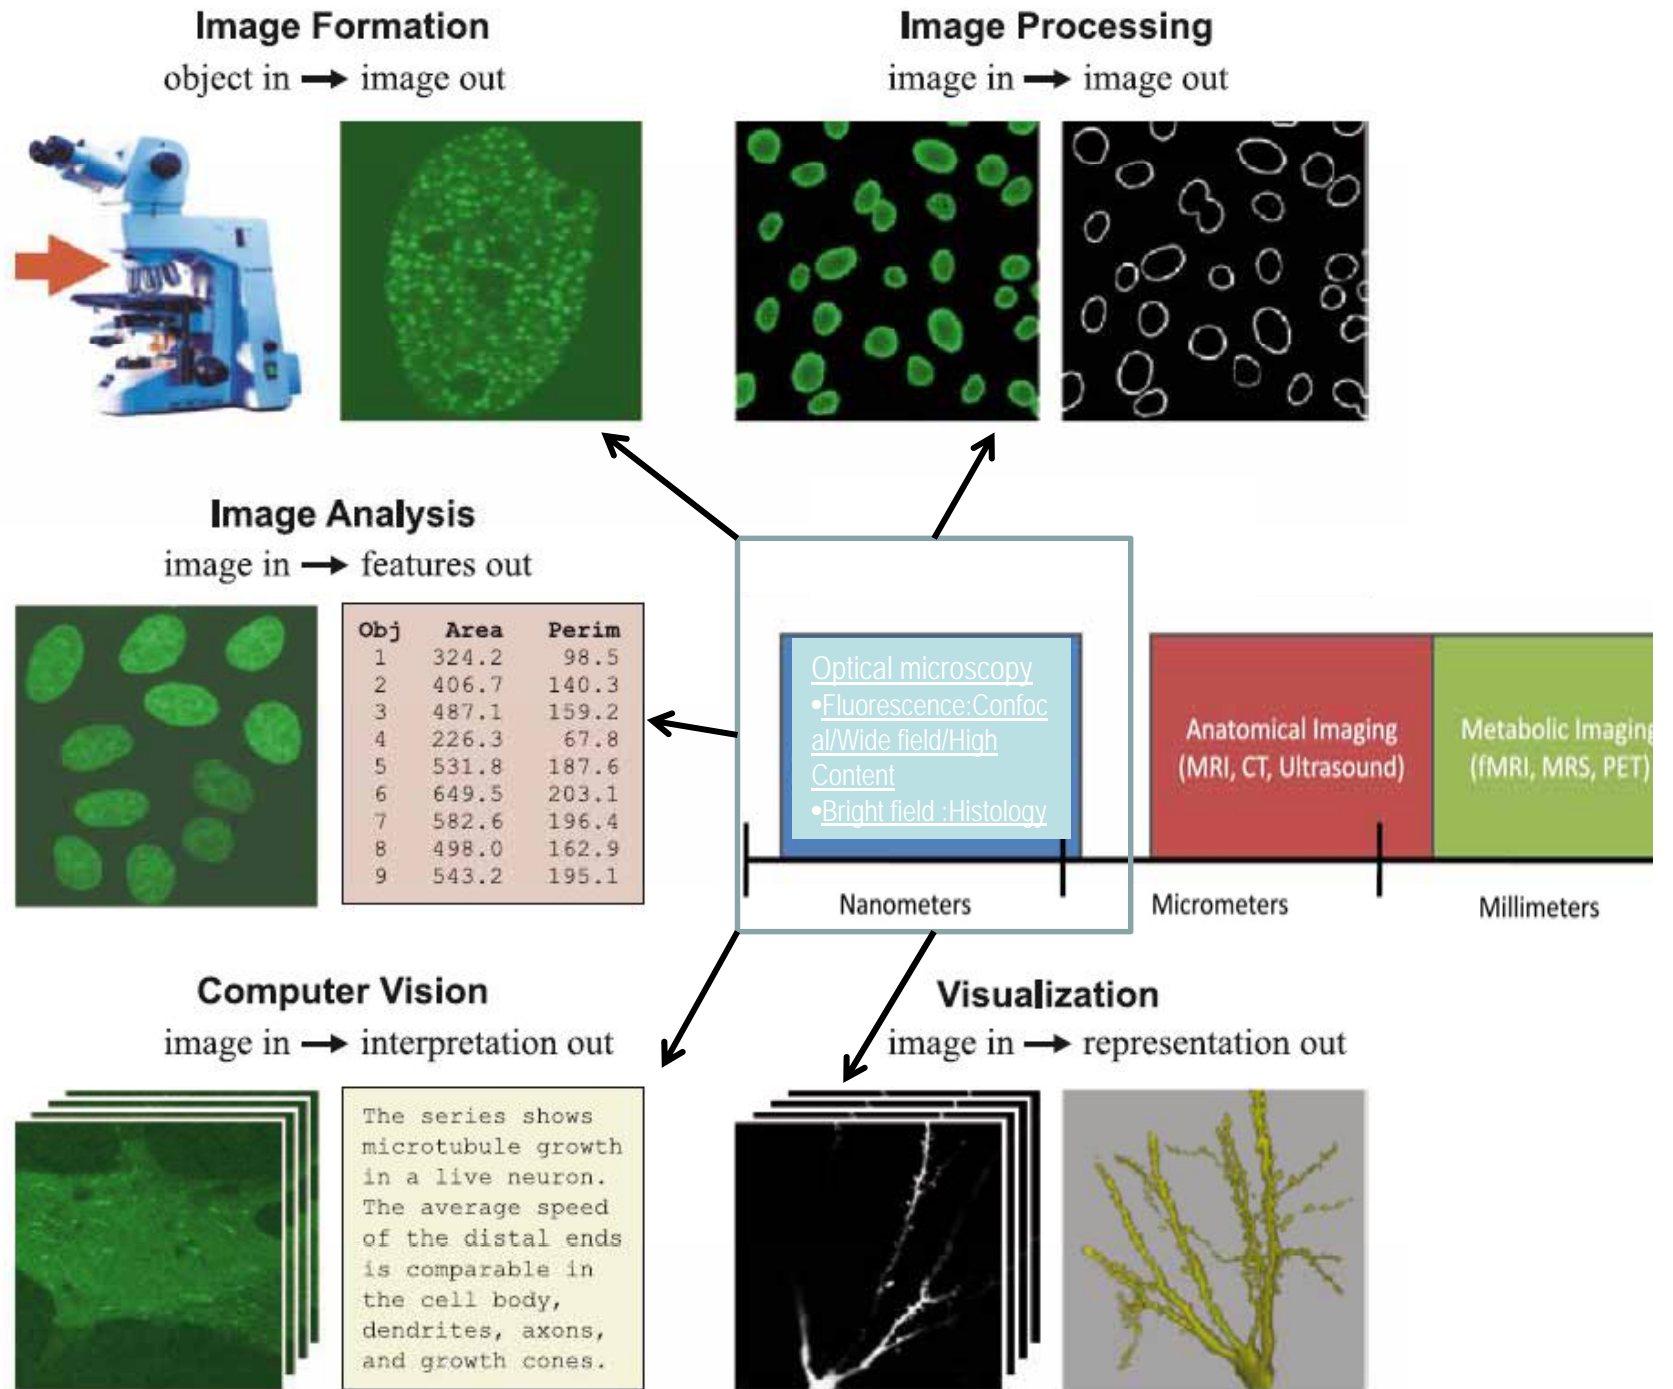 Image Formation
object in → image out
Image Processing
image in → image out
Image Analysis
image in → features out
Obj Area Perim
1 324.2 98.5
2 406.7 140.3
3 487.1 159.2
4 226.3 67.8
5 531.8 187.6
6 649.5 203.1
7 582.6 196.4
8 498.0 162.9
9 543.2 195.1
Optical microscopy
•Fluorescence:Confoc
al/Wide field/High
Content
•Bright field :Histology
Anatomical Imaging
(MRI, CT, Ultrasound)
Metabolic Imaging
(fMRI, MRS, PET)
Nanometers
Micrometers
Millimeters
Computer Vision
image in → interpretation out
The series shows
microtubule growth
in a live neuron.
The average speed
of the distal ends
is comparable in
the cell body,
dendrites, axons,
and growth cones.
Visualization
image in → representation out